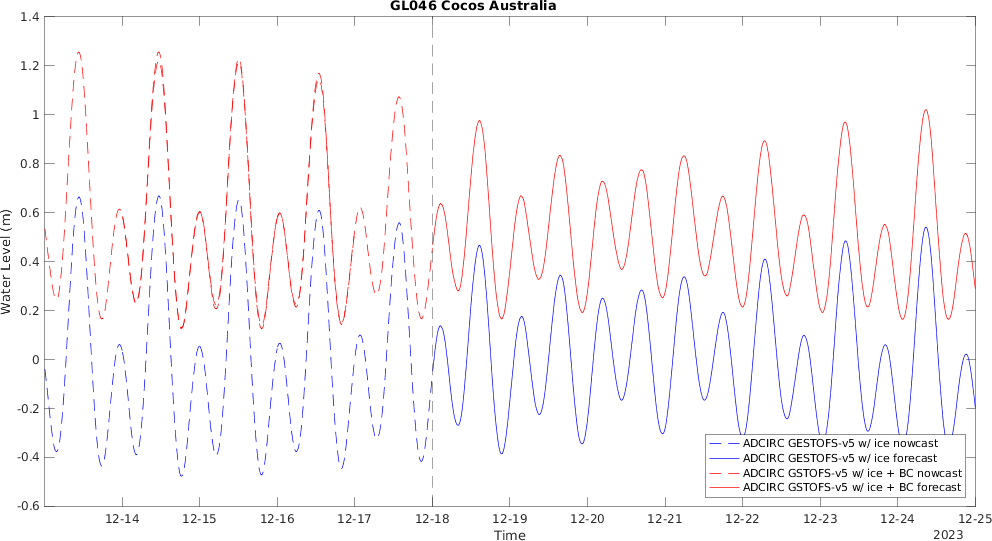 GL046 Cocos Australia
Water Level (m)
1.4
1.2
1
0.8
0.6
0.4
0.2
0
-0.2
-0.4
-0.6
ADCIRC GESTOFS-v5 w/ ice nowcast
ADCIRC GESTOFS-v5 w/ ice forecast
ADCIRC GSTOFS-v5 w/ ice + BC nowcast
ADCIRC GSTOFS-v5 w/ ice + BC forecast
12-14 12-15 12-16 12-17 12-18 12-19 12-20 12-21 12-22 12-23 12-24 12-25
Time
2023